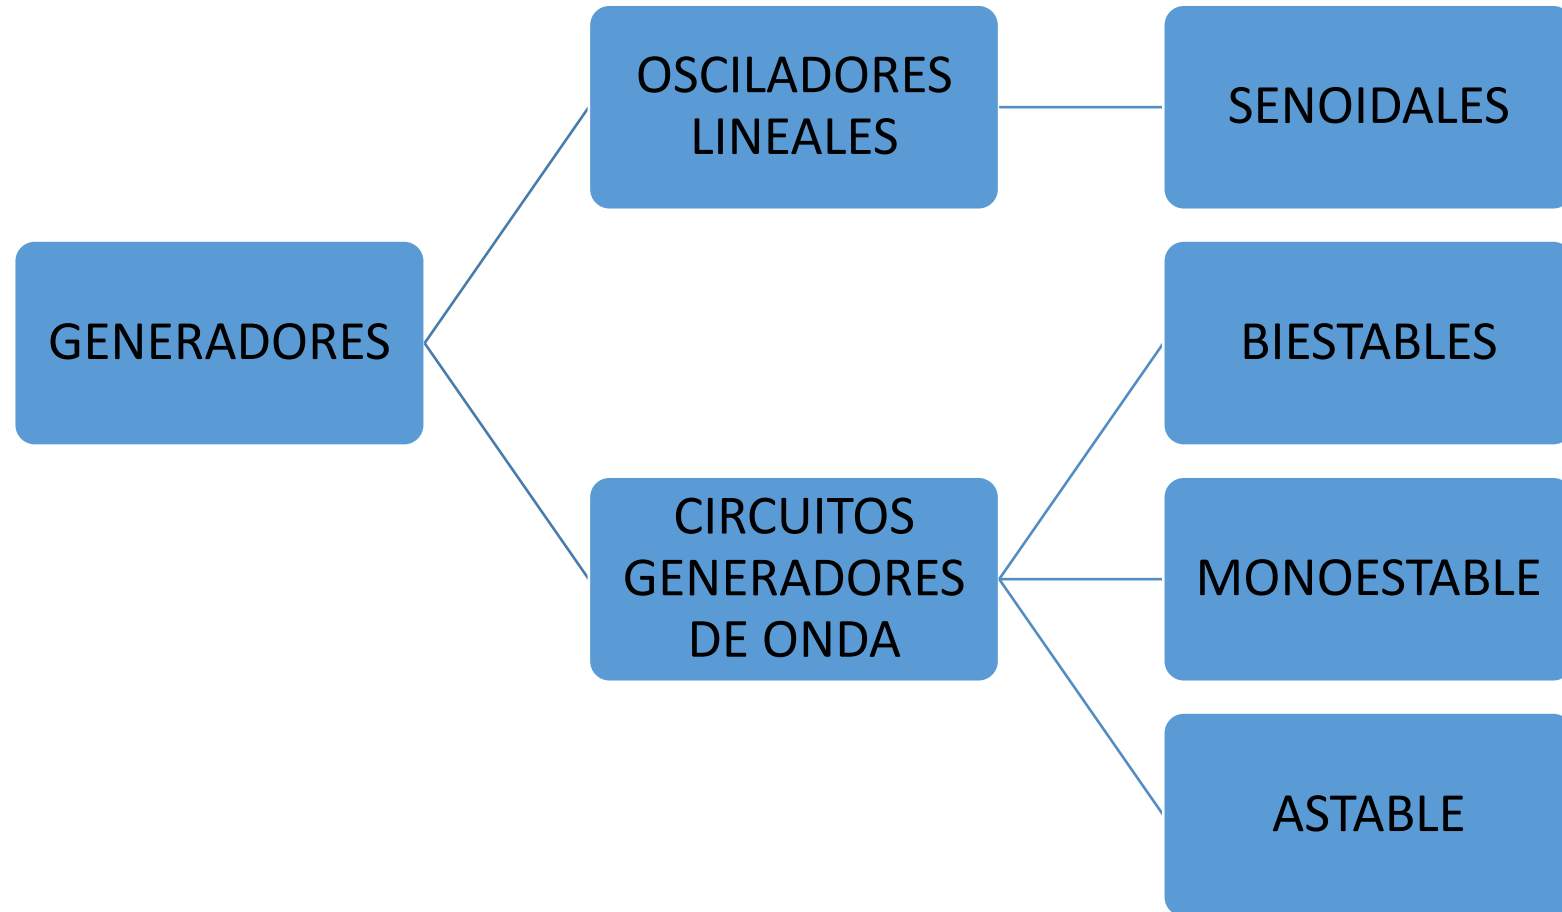 OSCILADORES
LINEALES
SENOIDALES
GENERADORES
BIESTABLES
CIRCUITOS
GENERADORES
DE ONDA
MONOESTABLE
ASTABLE